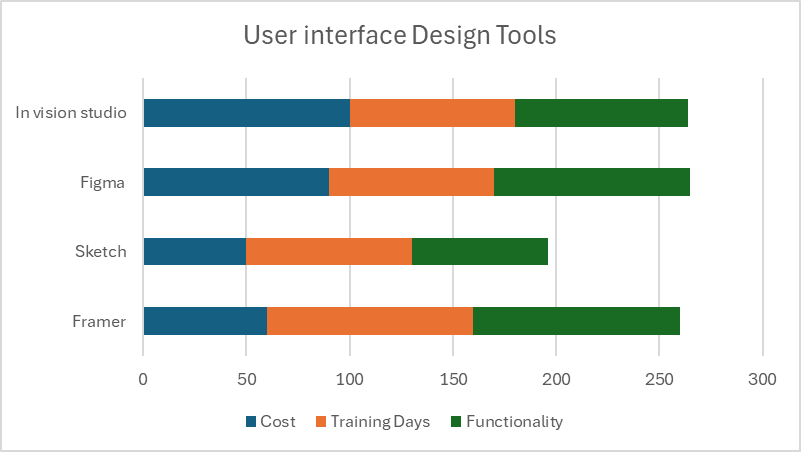 User interface Design Tools
In vision studio
Figma
Sketch
Framer
0 50 100 150 200 250 300
Cost Training Days Functionality